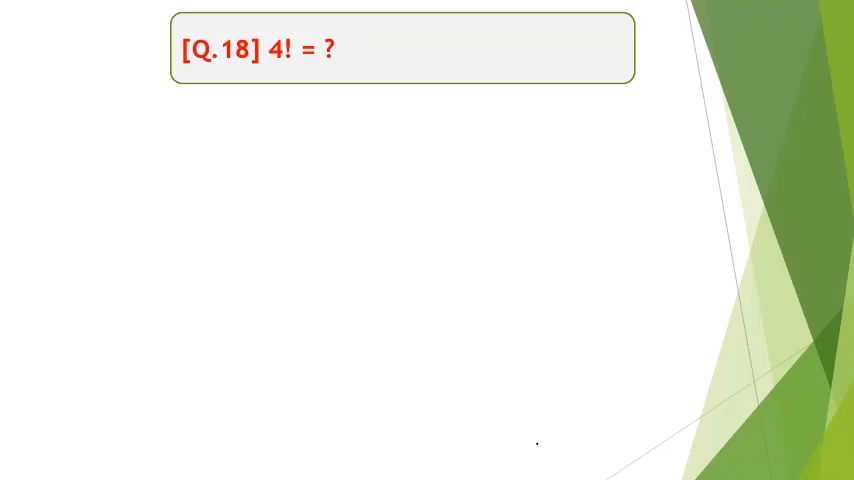 [Q.18] 4! = ?
.